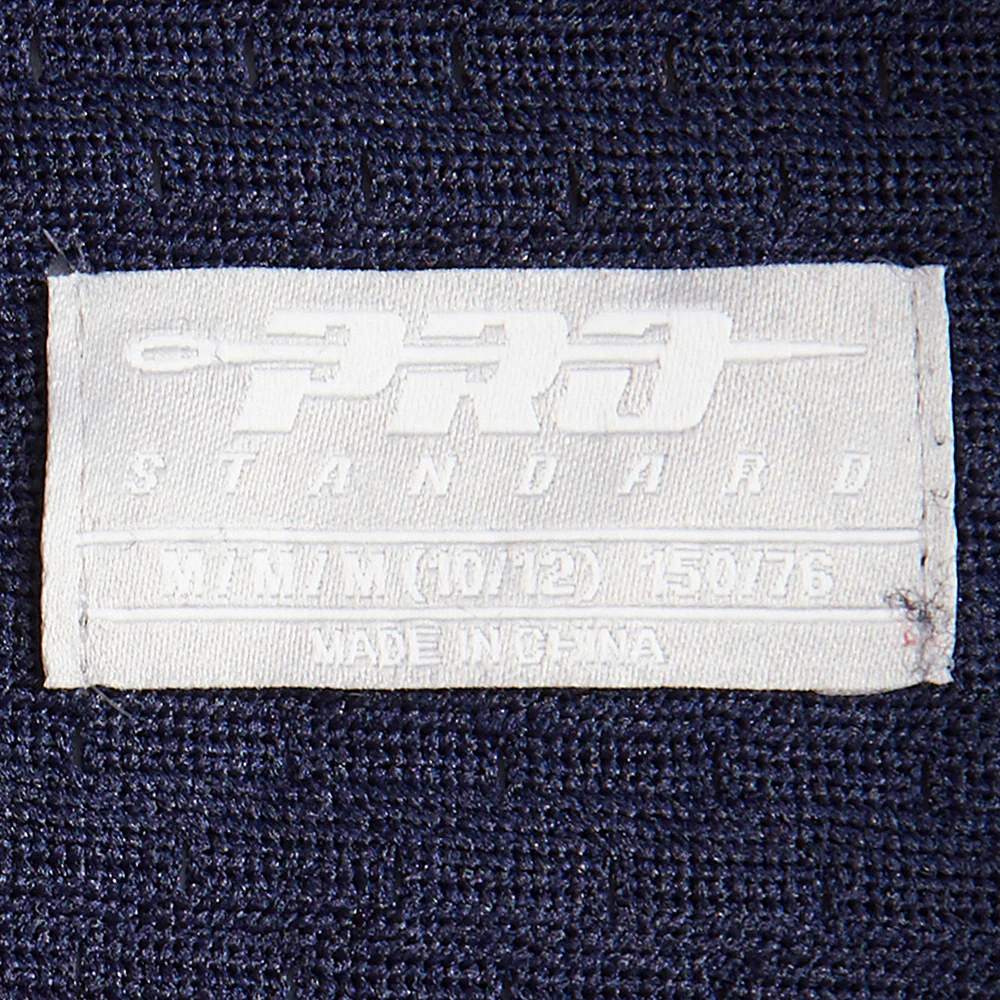 PRO
STANDARD
M/M/M (10/12) 150/76
MADE IN CHINA